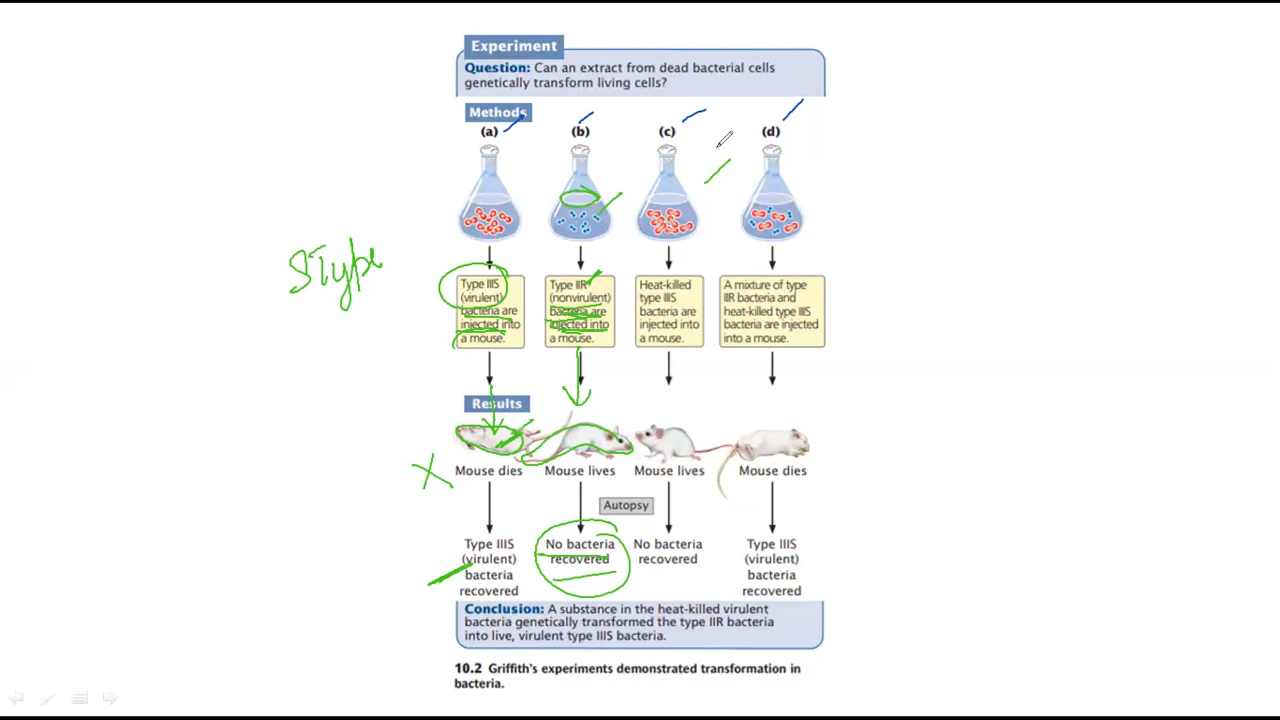 Experiment
Question: Can an extract from dead bacterial cells
genetically transform living cells?
Methods
(a)
(b)
(c)
(d)
SType
Type IIIS
(virulent)
bacteria are
injected into
a mouse.
Type IIR
(nonvirulent)
bacteria are
injected into
a mouse.
Heat-killed
type IIIS
bacteria are
injected into
a mouse.
A mixture of type
IIR bacteria and
heat-killed type IIIS
bacteria are injected
into a mouse.
Results
Mouse dies
Mouse lives
Mouse lives
Mouse dies
Autopsy
Type IIIS
(virulent)
bacteria
recovered
No bacteria
recovered
No bacteria
recovered
Type IIIS
(virulent)
bacteria
recovered
Conclusion: A substance in the heat-killed virulent
bacteria genetically transformed the type IIR bacteria
into live, virulent type IIIS bacteria.
10.2 Griffith's experiments demonstrated transformation in
bacteria.